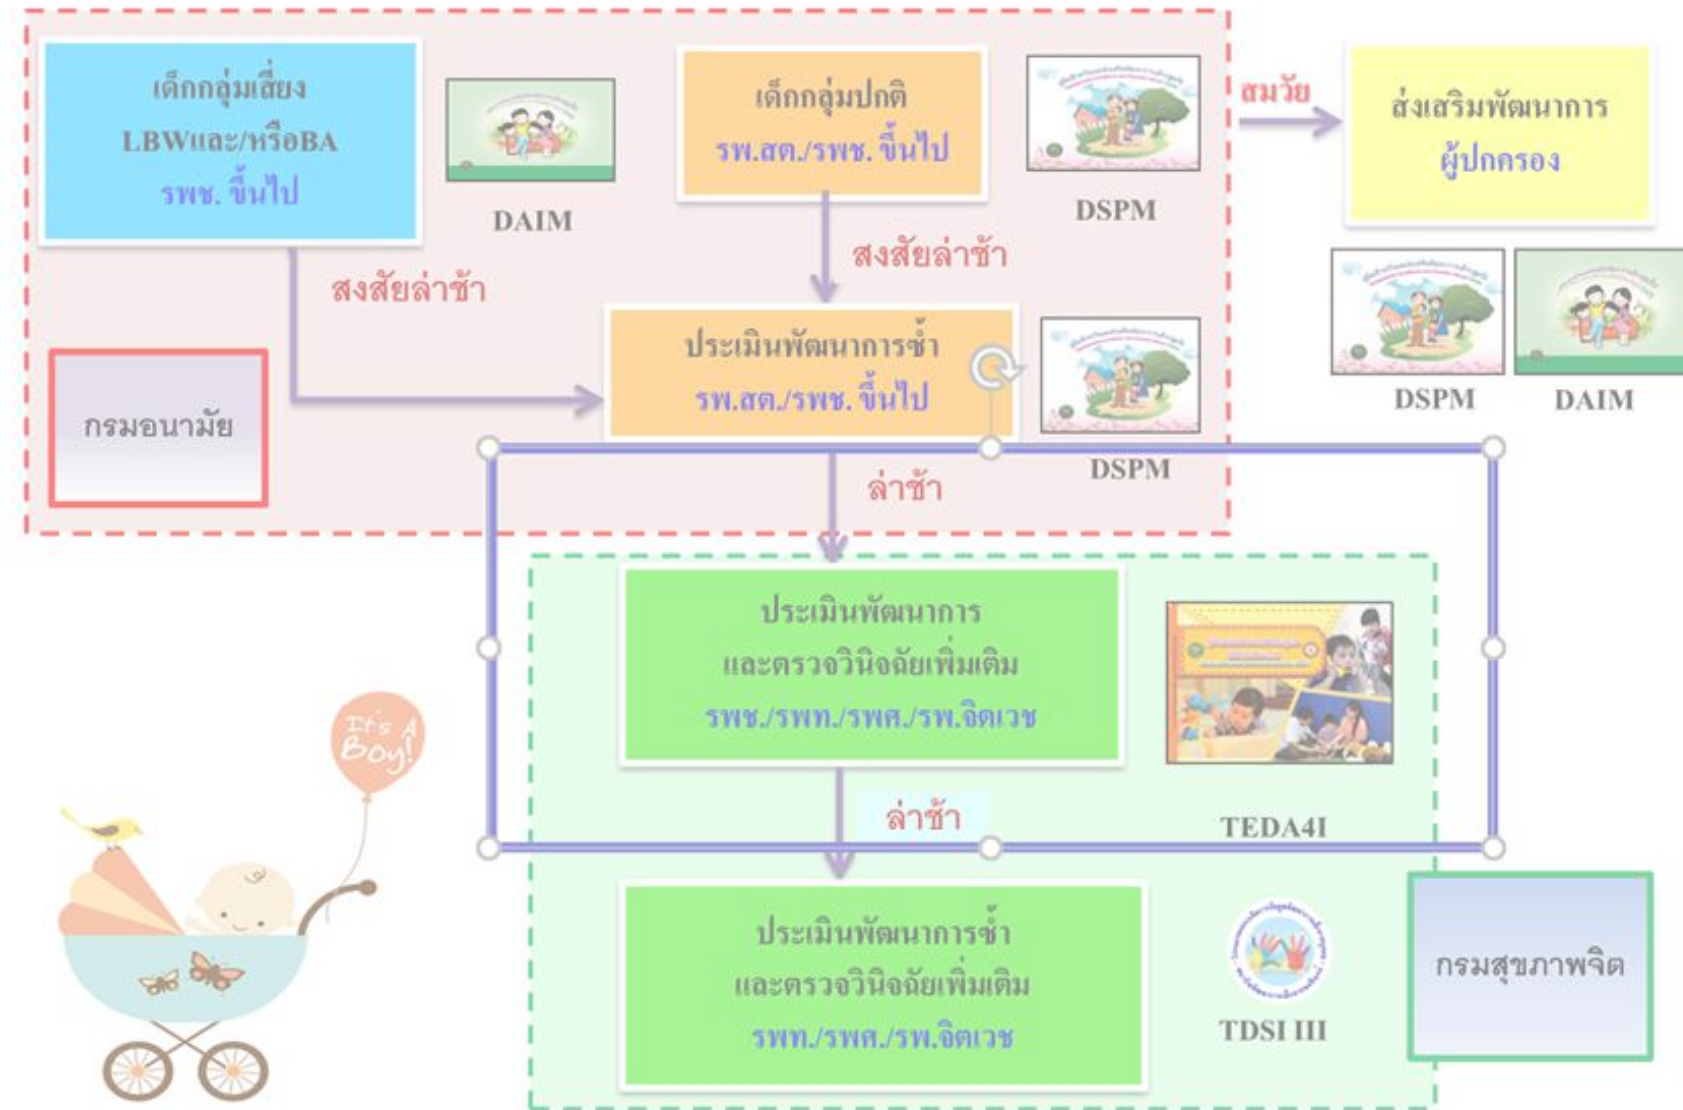 เด็กกลุ่มเสี่ยง
LBWและ/หรือBA
รพช. ขึ้นไป
DAIM
เด็กกลุ่มปกติ
รพ.สต./รพช. ขึ้นไป
DSPM
สมวัย
ส่งเสริมพัฒนาการ
ผู้ปกครอง
DSPM
DAIM
สงสัยล่าช้า
สงสัยล่าช้า
ประเมินพัฒนาการซ้ำ
รพ.สต./รพช. ขึ้นไป
DSPM
กรมอนามัย
ล่าช้า
ประเมินพัฒนาการ
และตรวจวินิจฉัยเพิ่มเติม
รพช./รพท./รพศ./รพ.จิตเวช
TEDA4I
ล่าช้า
ประเมินพัฒนาการซ้ำ
และตรวจวินิจฉัยเพิ่มเติม
รพท./รพศ./รพ.จิตเวช
TDSI III
กรมสุขภาพจิต
It's A
Boy!